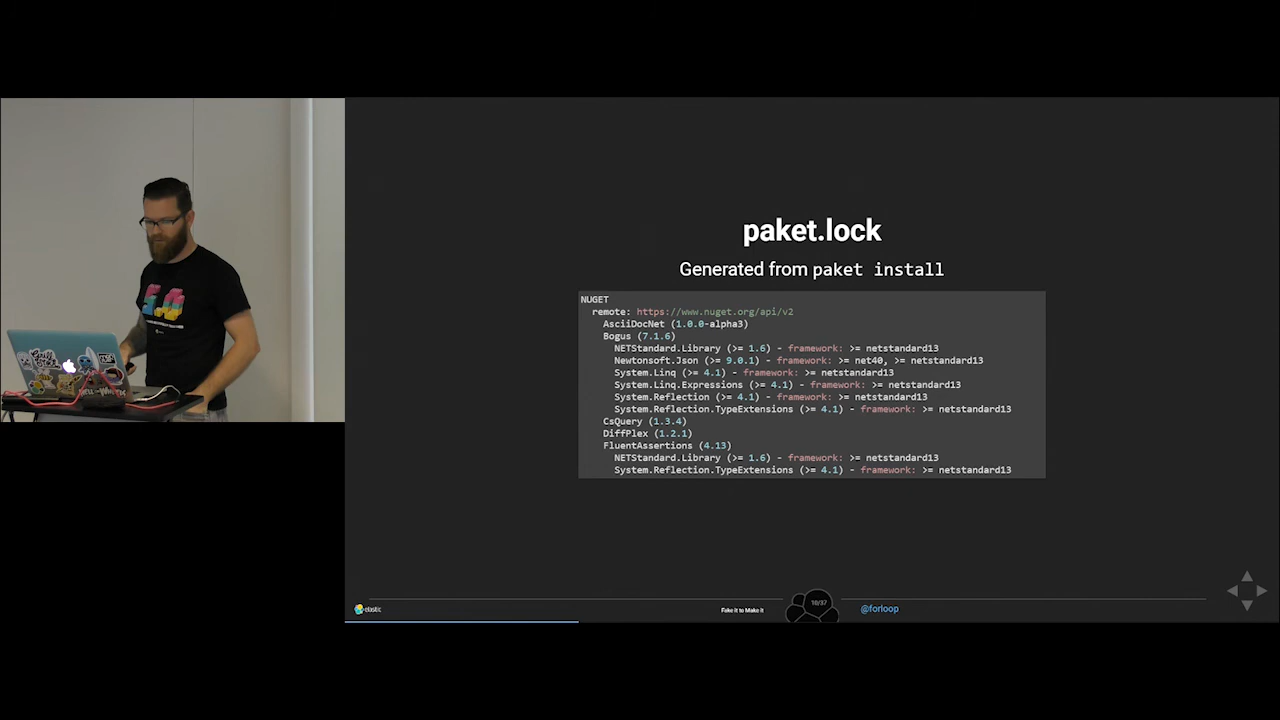 paket.lock
Generated from paket install
NUGET
remote: https://www.nuget.org/api/v2
AsciiDocNet (1.0.0-alpha3)
Bogus (7.1.6)
NETStandard.Library (>= 1.6) - framework: >= netstandard13
Newtonsoft.Json (>= 9.0.1) - framework: >= net40, >= netstandard13
System.Linq (>= 4.1) - framework: >= netstandard13
System.Linq.Expressions (>= 4.1) - framework: >= netstandard13
System.Reflection (>= 4.1) - framework: >= netstandard13
System.Reflection.TypeExtensions (>= 4.1) - framework: >= netstandard13
CsQuery (1.3.4)
DiffPlex (1.2.1)
FluentAssertions (4.13)
NETStandard.Library (>= 1.6) - framework: >= netstandard13
System.Reflection.TypeExtensions (>= 4.1) - framework: >= netstandard13
elastic
Fake it to Make it
10/37
@forloop
5.0